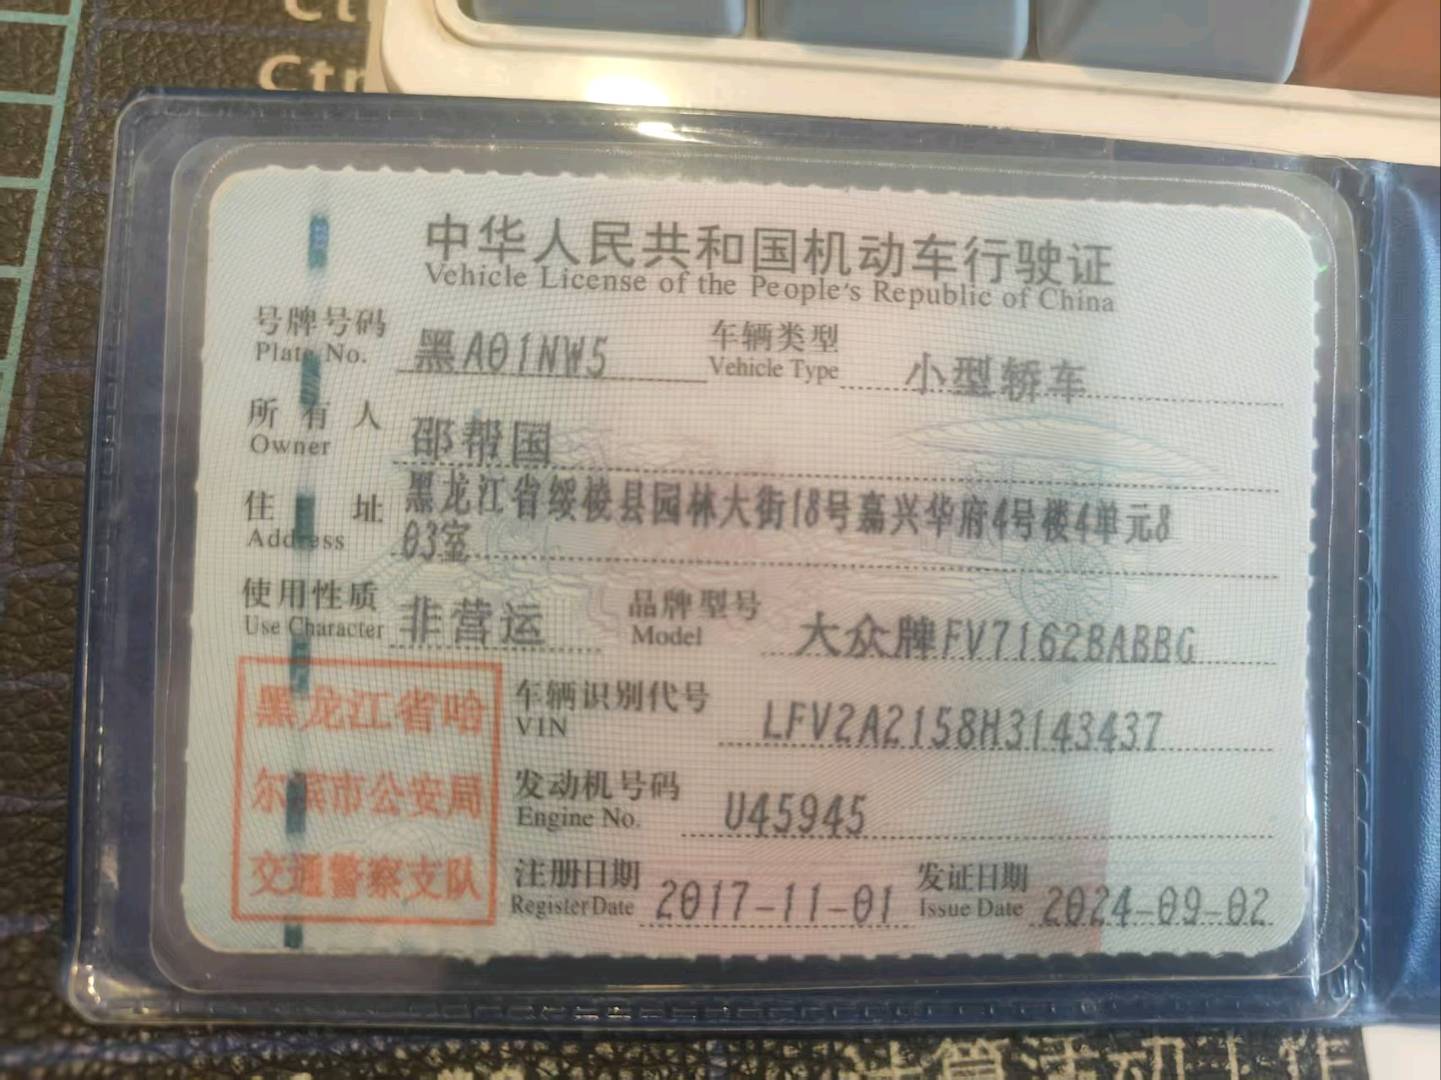 Ctr
中华人民共和国机动车行驶证
Vehicle License of the People's Republic of China
号牌号码 黑A01NW5 车辆类型 小型轿车
Plate No. Vehicle Type
所有人 邵帮国
Owner
住址 黑龙江省绥棱县园林大街18号嘉兴华府4号楼4单元8
Address 03室
使用性质 非营运 品牌型号 大众牌FV7162BABBG
Use Character Model
黑龙江省哈
尔滨市公安局
交通警察支队
车辆识别代号 LFV2A2158H3143437
VIN
发动机号码 U45945
Engine No.
注册日期 2017-11-01 发证日期 2024-09-02
Register Date Issue Date